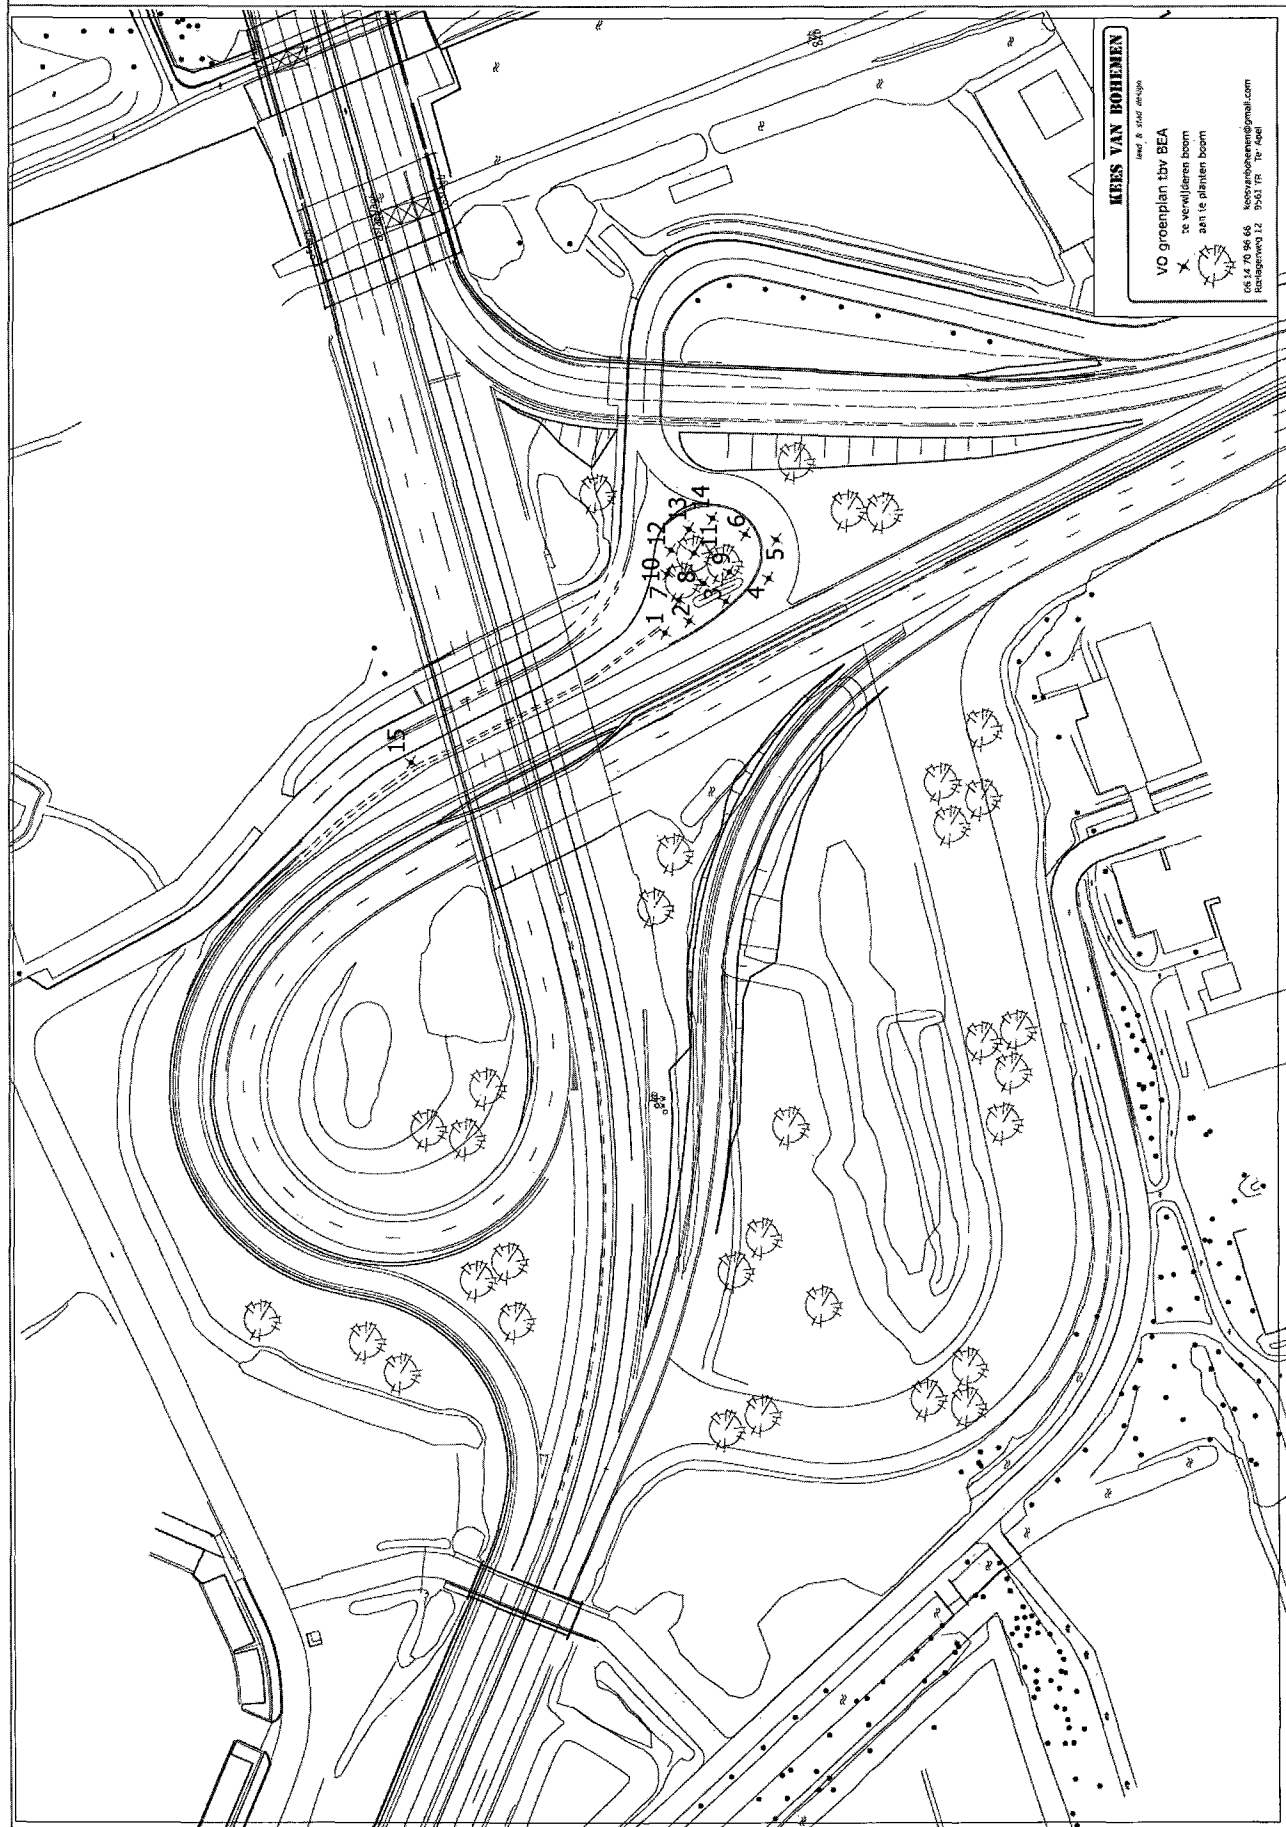 KEES VAN BOHEMEN
land & stad design
VO groenplan tbv BEA
te verwijderen boom
aan te planten boom
06 14 70 96 66 keesvanbohemen@gmail.com
9561 TR Ter Apel
1
2
3
4
5
6
7
8
9
10
11
12
13
14
15